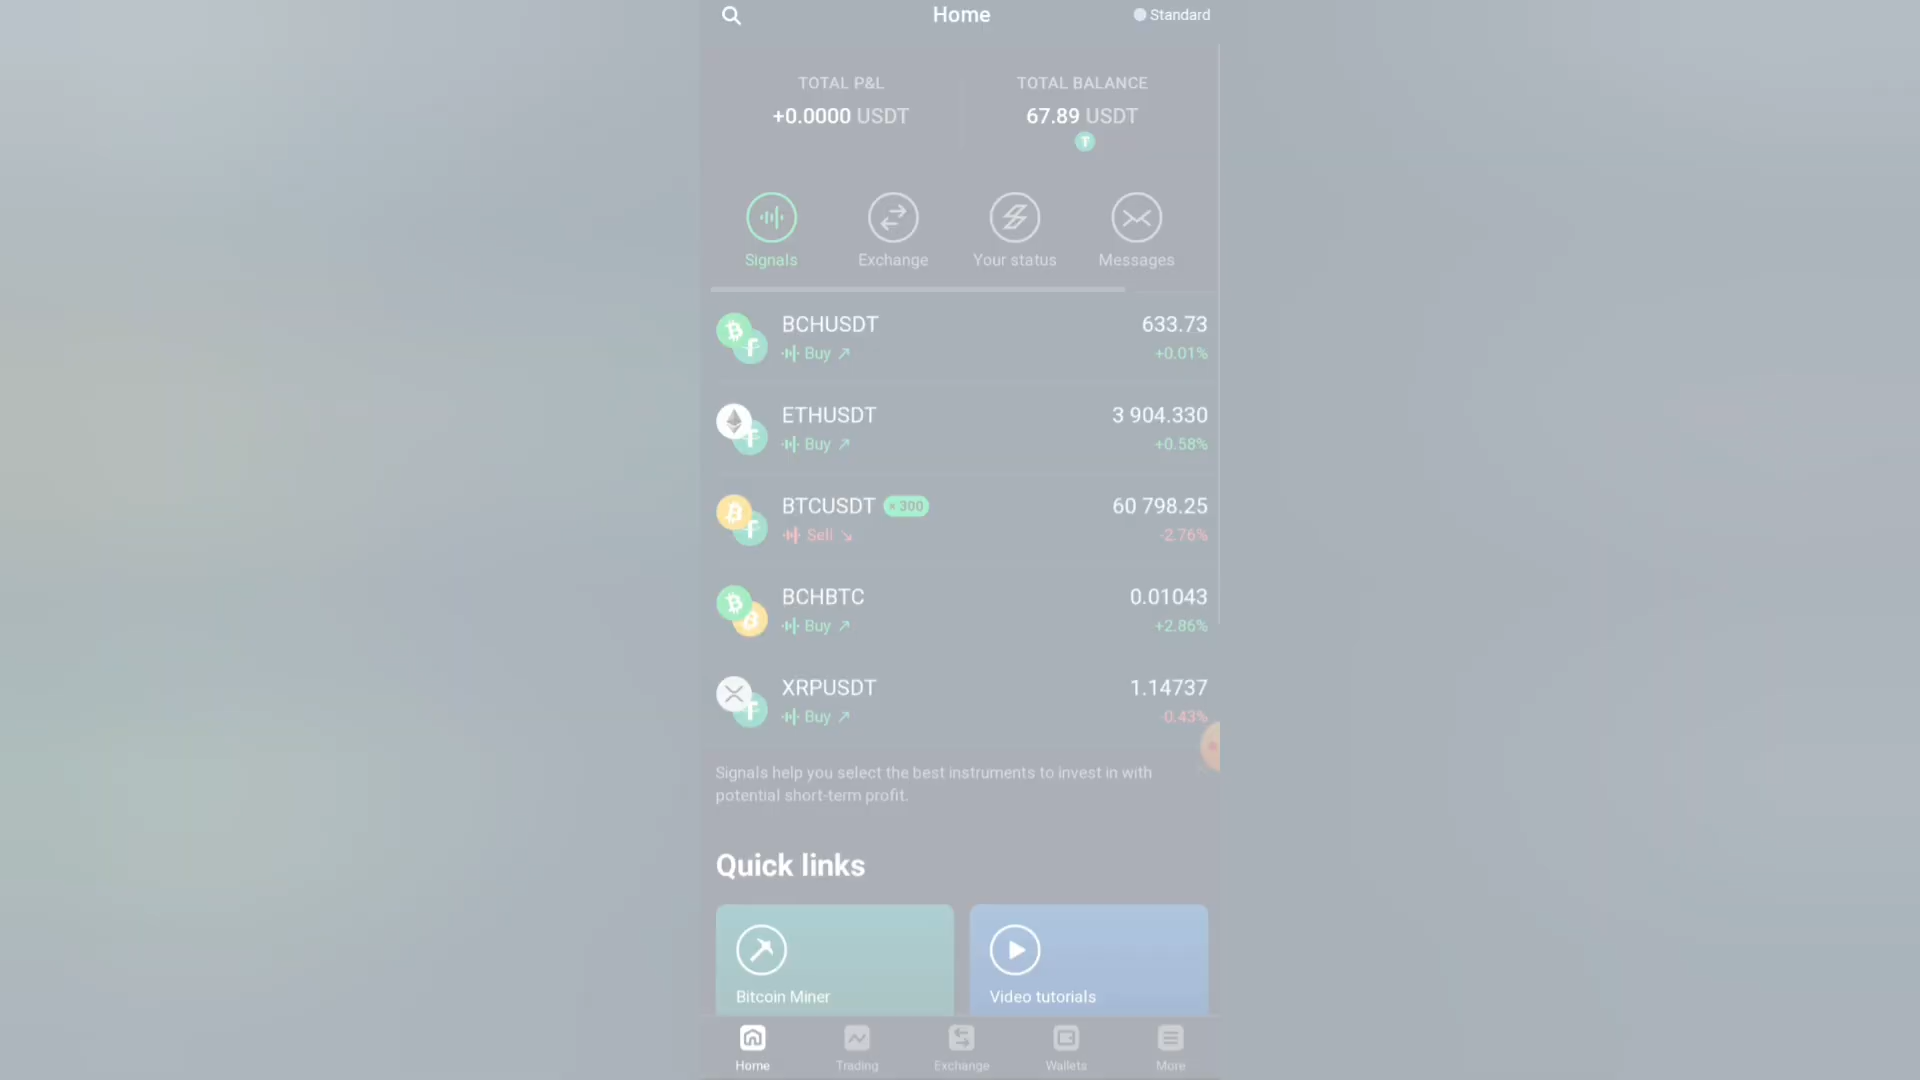 Home
Standard
TOTAL P&L
TOTAL BALANCE
+0.0000 USDT
67.89 USDT
Signals
Exchange
Your status
Messages
BCHUSDT
633.73
Buy
+0.01%
ETHUSDT
3 904.330
Buy
+0.58%
BTCUSDT
×300
60 798.25
Sell
-2.76%
BCHBTC
0.01043
Buy
+2.86%
XRPUSDT
1.14737
Buy
-0.43%
Signals help you select the best instruments to invest in with
potential short-term profit.
Quick links
Bitcoin Miner
Video tutorials
Home
Trading
Exchange
Wallets
More